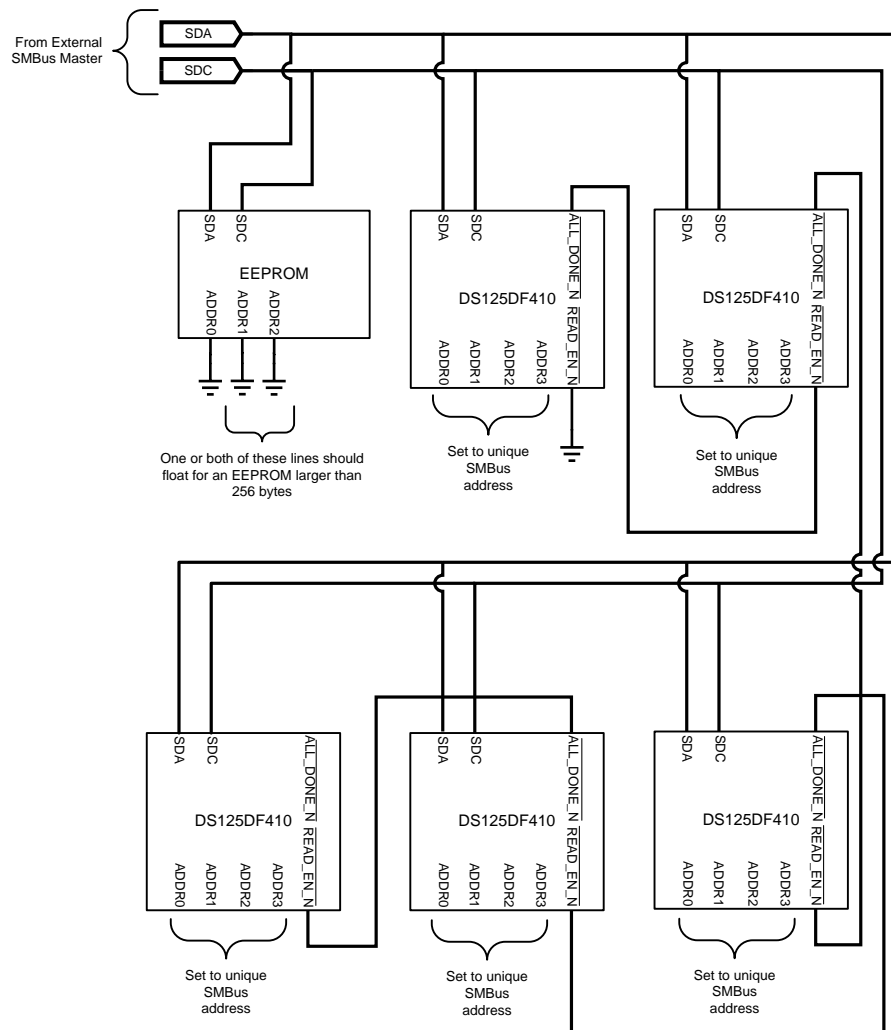 From External
SMBus Master
SDA
SDC
SDA
SDC
EEPROM
ADDR0
ADDR1
ADDR2
One or both of these lines should
float for an EEPROM larger than
256 bytes
SDA
SDC
ALL_DONE_N
DS125DF410
READ_EN_N
ADDR0
ADDR1
ADDR2
ADDR3
Set to unique
SMBus
address
SDA
SDC
ALL_DONE_N
DS125DF410
READ_EN_N
ADDR0
ADDR1
ADDR2
ADDR3
Set to unique
SMBus
address
SDA
SDC
ALL_DONE_N
DS125DF410
READ_EN_N
ADDR0
ADDR1
ADDR2
ADDR3
Set to unique
SMBus
address
SDA
SDC
ALL_DONE_N
DS125DF410
READ_EN_N
ADDR0
ADDR1
ADDR2
ADDR3
Set to unique
SMBus
address
SDA
SDC
ALL_DONE_N
DS125DF410
READ_EN_N
ADDR0
ADDR1
ADDR2
ADDR3
Set to unique
SMBus
address